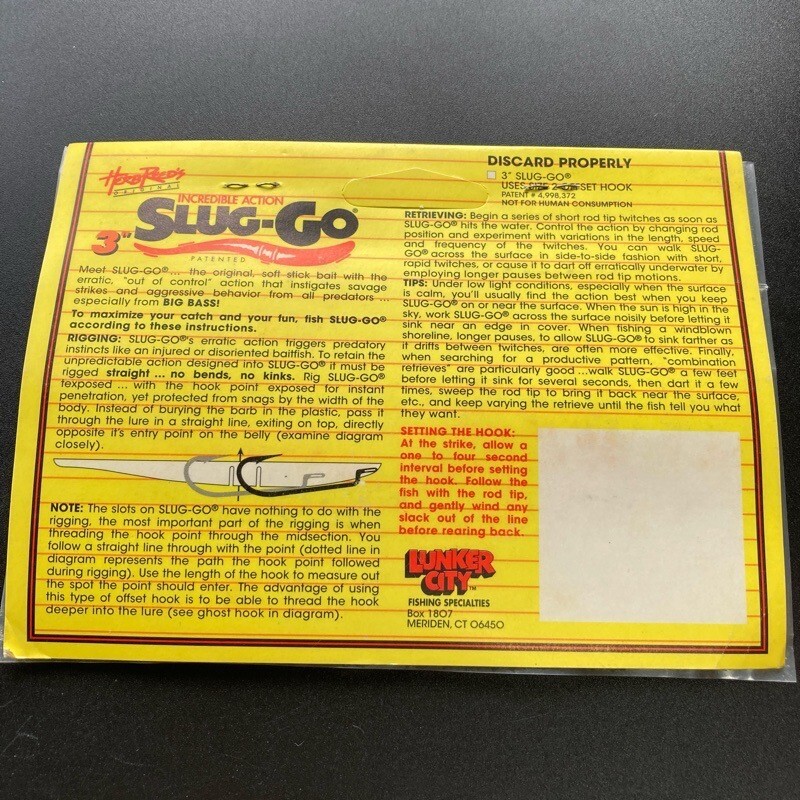 HERB REED'S
ORIGINAL
INCREDIBLE ACTION
3" SLUG-GO®
PATENTED
Meet SLUG-GO®... the original, soft stick bait with the
erratic, "out of control" action that instigates savage
strikes and aggressive behavior from all predators ...
especially from BIG BASS!
To maximize your catch and your fun, fish SLUG-GO®
according to these instructions.
RIGGING: SLUG-GO®'s erratic action triggers predatory
instincts like an injured or disoriented baitfish. To retain the
unpredictable action designed into SLUG-GO® it must be
rigged straight ... no bends, no kinks. Rig SLUG-GO®
texposed ... with the hook point exposed for instant
penetration, yet protected from snags by the width of the
body. Instead of burying the barb in the plastic, pass it
through the lure in a straight line, exiting on top, directly
opposite it's entry point on the belly (examine diagram
closely).
NOTE: The slots on SLUG-GO® have nothing to do with the
rigging, the most important part of the rigging is when
threading the hook point through the midsection. You
follow a straight line through with the point (dotted line in
diagram represents the path the hook point followed
during rigging). Use the length of the hook to measure out
the spot the point should enter. The advantage of using
this type of offset hook is to be able to thread the hook
deeper into the lure (see ghost hook in diagram).
DISCARD PROPERLY
3" SLUG-GO®
USES SIZE OFFSET HOOK
PATENT # 4,998,372
NOT FOR HUMAN CONSUMPTION
RETRIEVING: Begin a series of short rod tip twitches as soon as
SLUG-GO® hits the water. Control the action by changing rod
position and experiment with variations in the length, speed
and frequency of the twitches. You can walk SLUG-
GO® across the surface in side-to-side fashion with short,
rapid twitches, or cause it to dart off erratically underwater by
employing longer pauses between rod tip motions.
TIPS: Under low light conditions, especially when the surface
is calm, you'll usually find the action best when you keep
SLUG-GO® on or near the surface. When the sun is high in the
sky, work SLUG-GO® across the surface noisily before letting it
sink near an edge in cover. When fishing a windblown
shoreline, longer pauses, to allow SLUG-GO® to sink farther as
it drifts between twitches, are often more effective. Finally,
when searching for a productive pattern, "combination
retrieves" are particularly good ...walk SLUG-GO® a few feet
before letting it sink for several seconds, then dart it a few
times, sweep the rod tip to bring it back near the surface,
etc., and keep varying the retrieve until the fish tell you what
they want.
SETTING THE HOOK:
At the strike, allow a
one to four second
interval before setting
the hook. Follow the
fish with the rod tip,
and gently wind any
slack out of the line
before rearing back.
LUNKER
CITY™
FISHING SPECIALTIES
Box 1807
MERIDEN, CT 06450